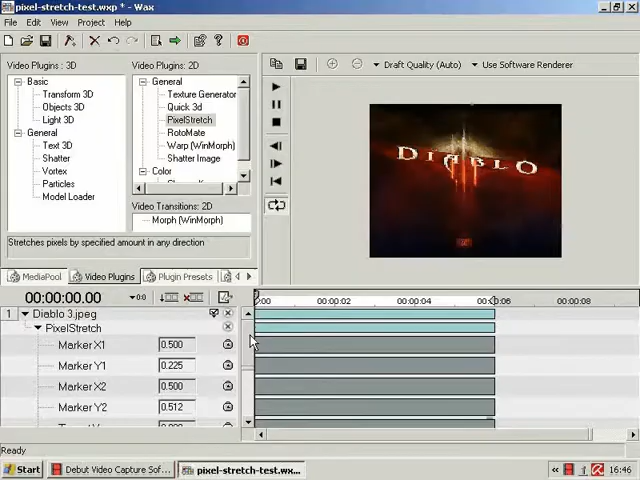 pixel-stretch-test.wxp * - Wax
File Edit View Project Help
Draft Quality (Auto) Use Software Renderer
Video Plugins : 3D
Basic
Transform 3D
Objects 3D
Light 3D
General
Text 3D
Shatter
Vortex
Particles
Model Loader
Video Plugins: 2D
General
Texture Generator
Quick 3d
PixelStretch
RotoMate
Warp (WinMorph)
Shatter Image
Color
Video Transitions: 2D
Morph (WinMorph)
Stretches pixels by specified amount in any direction
DIABLO
MediaPool Video Plugins Plugin Presets
00:00:00.00 :00 00:00:02 00:00:04 00:00:06 00:00:08
1 Diablo 3.jpeg
PixelStretch
Marker X1 0.500
Marker Y1 0.225
Marker X2 0.500
Marker Y2 0.512
Ready
Start Debut Video Capture Sof... pixel-stretch-test.wx... 16:46